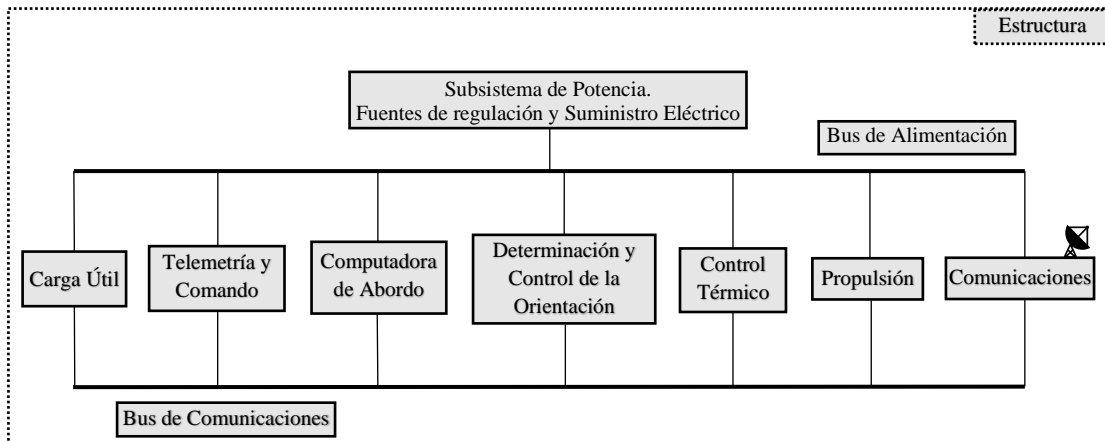 Estructura
Subsistema de Potencia.
Fuentes de regulación y Suministro Eléctrico
Bus de Alimentación
Carga Útil
Telemetría y
Comando
Computadora
de Abordo
Determinación y
Control de la
Orientación
Control
Térmico
Propulsión
Comunicaciones
Bus de Comunicaciones